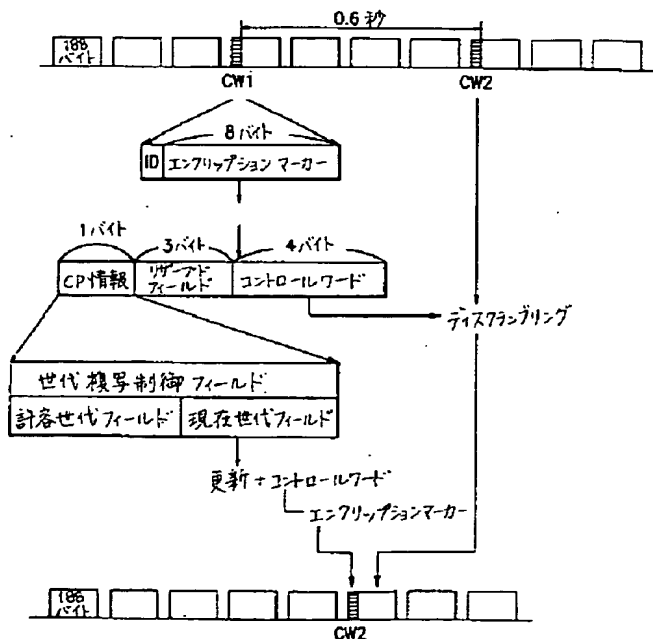 0.6 秒
188
バイト
CW1
CW2
8バイト
ID エンクリップション マーカー
1バイト 3バイト 4バイト
CP情報 リザーブド
フィールド コントロールワード
ディスクランブリング
世代複写制御フィールド
許容世代フィールド 現在世代フィールド
更新 + コントロールワード
エンクリップションマーカー
188
バイト
CW2